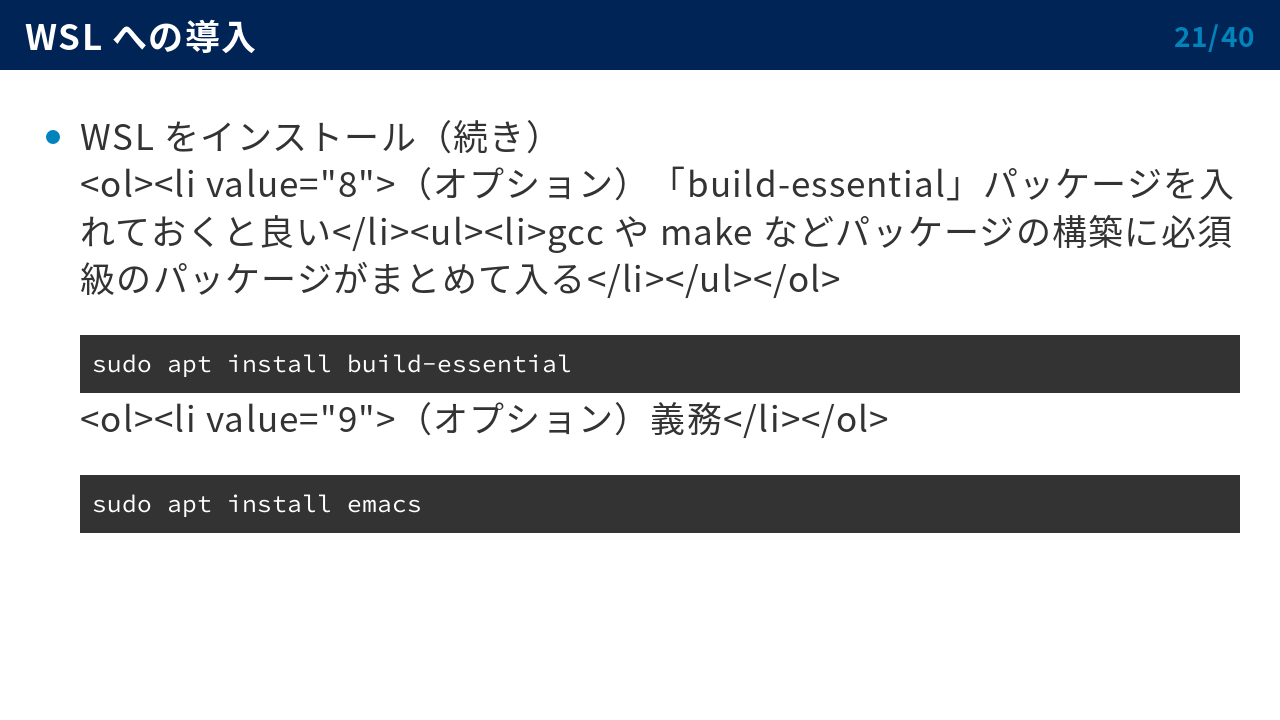 WSL への導入
21/40
WSL をインストール（続き）
<ol><li value="8">（オプション）「build-essential」パッケージを入
れておくと良い</li><ul><li>gcc や make などパッケージの構築に必須
級のパッケージがまとめて入る</li></ul></ol>
sudo apt install build-essential
<ol><li value="9">（オプション）義務</li></ol>
sudo apt install emacs